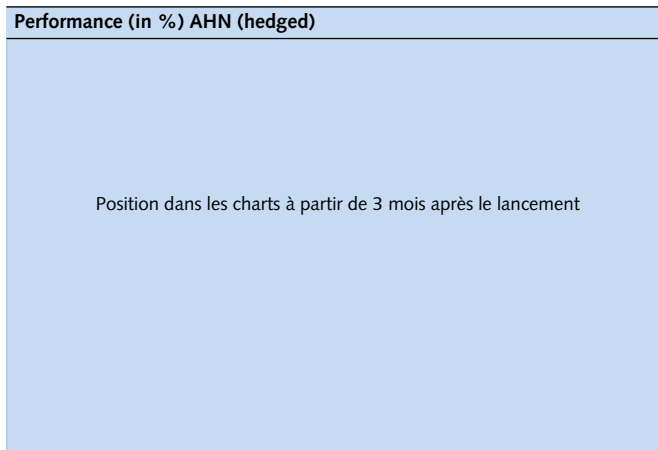 Performance (in %) AHN (hedged)
Position dans les charts à partir de 3 mois après le lancement